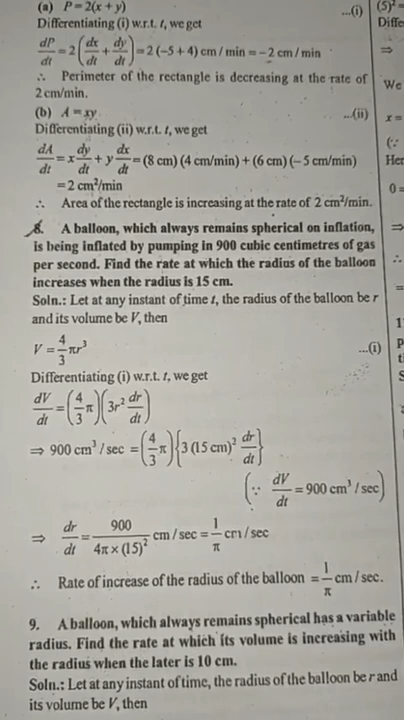 (a) P = 2(x + y) ...(i)
Differentiating (i) w.r.t. t, we get
dP/dt = 2(dx/dt + dy/dt) = 2 (−5 + 4) cm / min = −2 cm / min
∴ Perimeter of the rectangle is decreasing at the rate of
2 cm/min.
(b) A = xy ...(ii)
Differentiating (ii) w.r.t. t, we get
dA/dt = x dy/dt + y dx/dt = (8 cm) (4 cm/min) + (6 cm) (−5 cm/min)
= 2 cm²/min
∴ Area of the rectangle is increasing at the rate of 2 cm²/min.
8. A balloon, which always remains spherical on inflation,
is being inflated by pumping in 900 cubic centimetres of gas
per second. Find the rate at which the radius of the balloon
increases when the radius is 15 cm.
Soln.: Let at any instant of time t, the radius of the balloon be r
and its volume be V, then
V = 4/3 πr³ ...(i)
Differentiating (i) w.r.t. t, we get
dV/dt = (4/3 π)(3r² dr/dt)
⇒ 900 cm³ / sec = (4/3 π){3 (15 cm)² dr/dt}
(∵ dV/dt = 900 cm³ / sec)
⇒ dr/dt = 900/(4π × (15)²) cm / sec = 1/π cm / sec
∴ Rate of increase of the radius of the balloon = 1/π cm / sec.
9. A balloon, which always remains spherical has a variable
radius. Find the rate at which its volume is increasing with
the radius when the later is 10 cm.
Soln.: Let at any instant of time, the radius of the balloon be r and
its volume be V, then
(5)² =
Diffe
⇒
We
x =
(∵
Her
0 =
⇒
∴
=